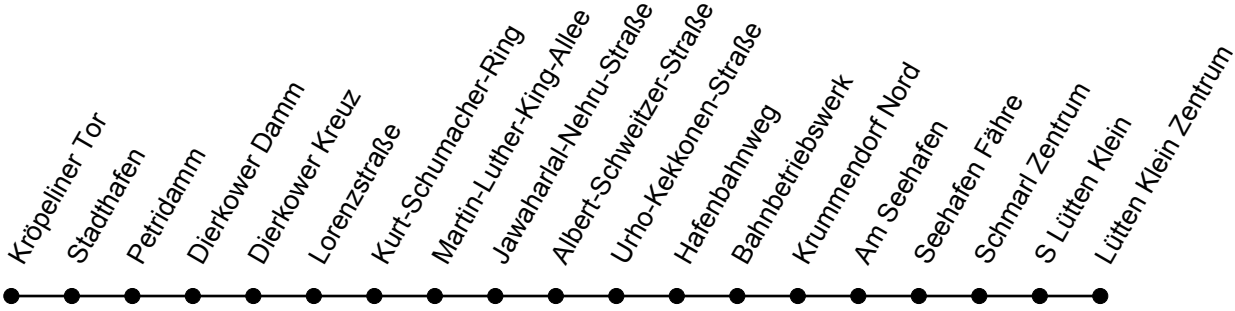 Kröpeliner Tor
Stadthafen
Petridamm
Dierkower Damm
Dierkower Kreuz
Lorenzstraße
Kurt-Schumacher-Ring
Martin-Luther-King-Allee
Jawaharlal-Nehru-Straße
Albert-Schweitzer-Straße
Urho-Kekkonen-Straße
Hafenbahnweg
Bahnbetriebswerk
Krummendorf Nord
Am Seehafen
Seehafen Fähre
Schmarl Zentrum
S Lütten Klein
Lütten Klein Zentrum